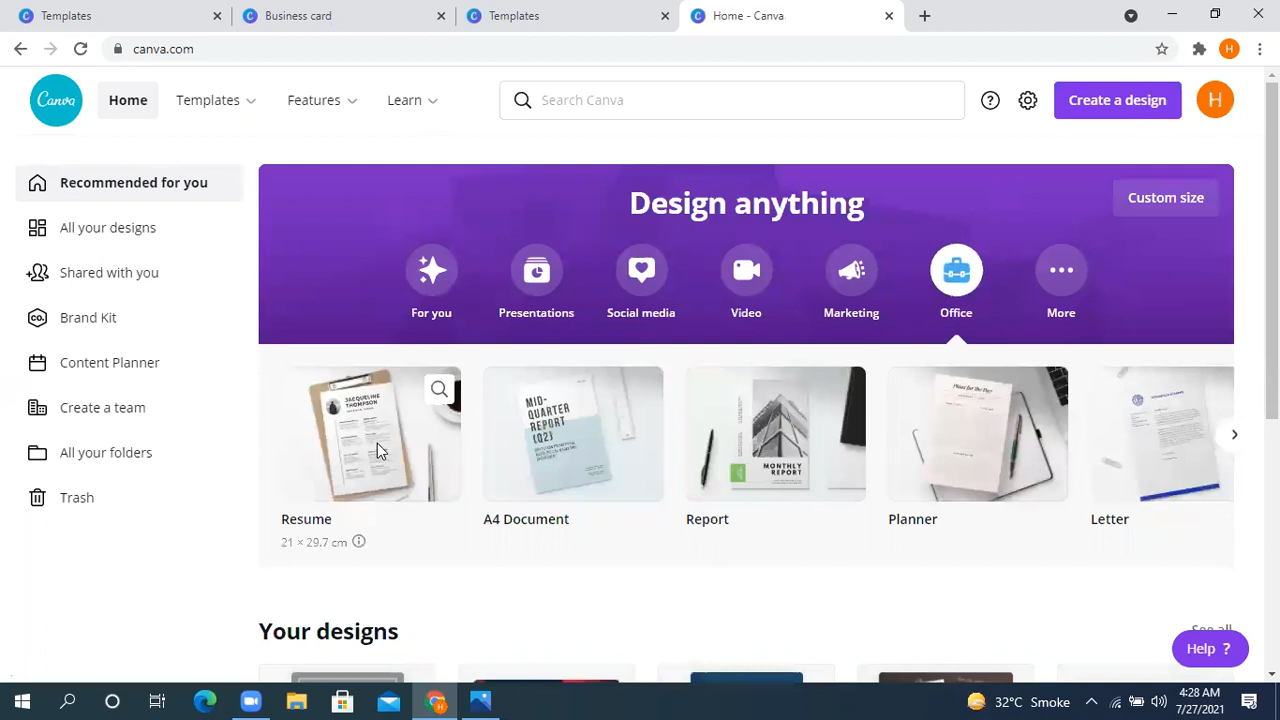 Templates
Business card
Templates
Home - Canva
canva.com
H
Canva
Home
Templates
Features
Learn
Search Canva
Create a design
H
Recommended for you
All your designs
Shared with you
Brand Kit
Content Planner
Create a team
All your folders
Trash
Design anything
Custom size
For you
Presentations
Social media
Video
Marketing
Office
More
JACQUELINE
THOMPSON
MID-
QUARTER
REPORT
(Q2)
MONTHLY
REPORT
Plans for the Day
Resume
21 × 29.7 cm
A4 Document
Report
Planner
Letter
Your designs
See all
Help ?
32°C Smoke
4:28 AM
7/27/2021